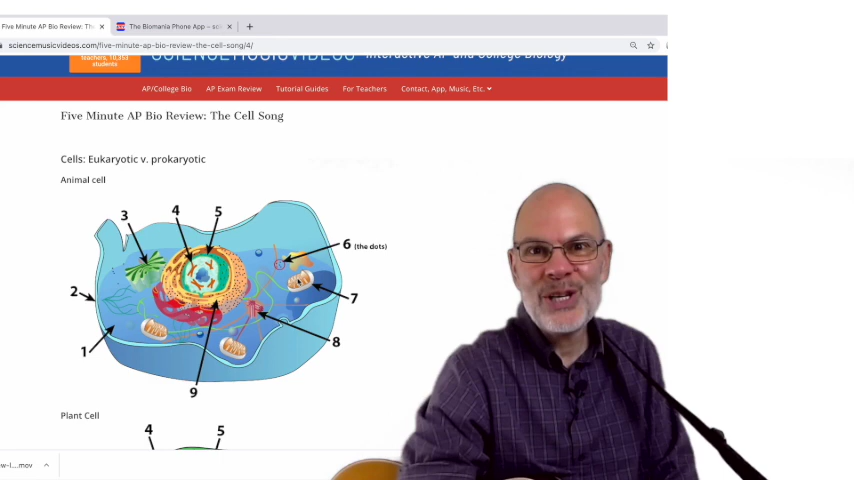 Five Minute AP Bio Review: Th
The Biomania Phone App – sci
sciencemusicvideos.com/five-minute-ap-bio-review-the-cell-song/4/
teachers, 10,353
students
SCIENCEMUSICVIDEOS
Interactive AP and College Biology
AP/College Bio
AP Exam Review
Tutorial Guides
For Teachers
Contact, App, Music, Etc.
Five Minute AP Bio Review: The Cell Song
Cells: Eukaryotic v. prokaryotic
Animal cell
3
4
5
6 (the dots)
2
7
1
8
9
Plant Cell
4
5